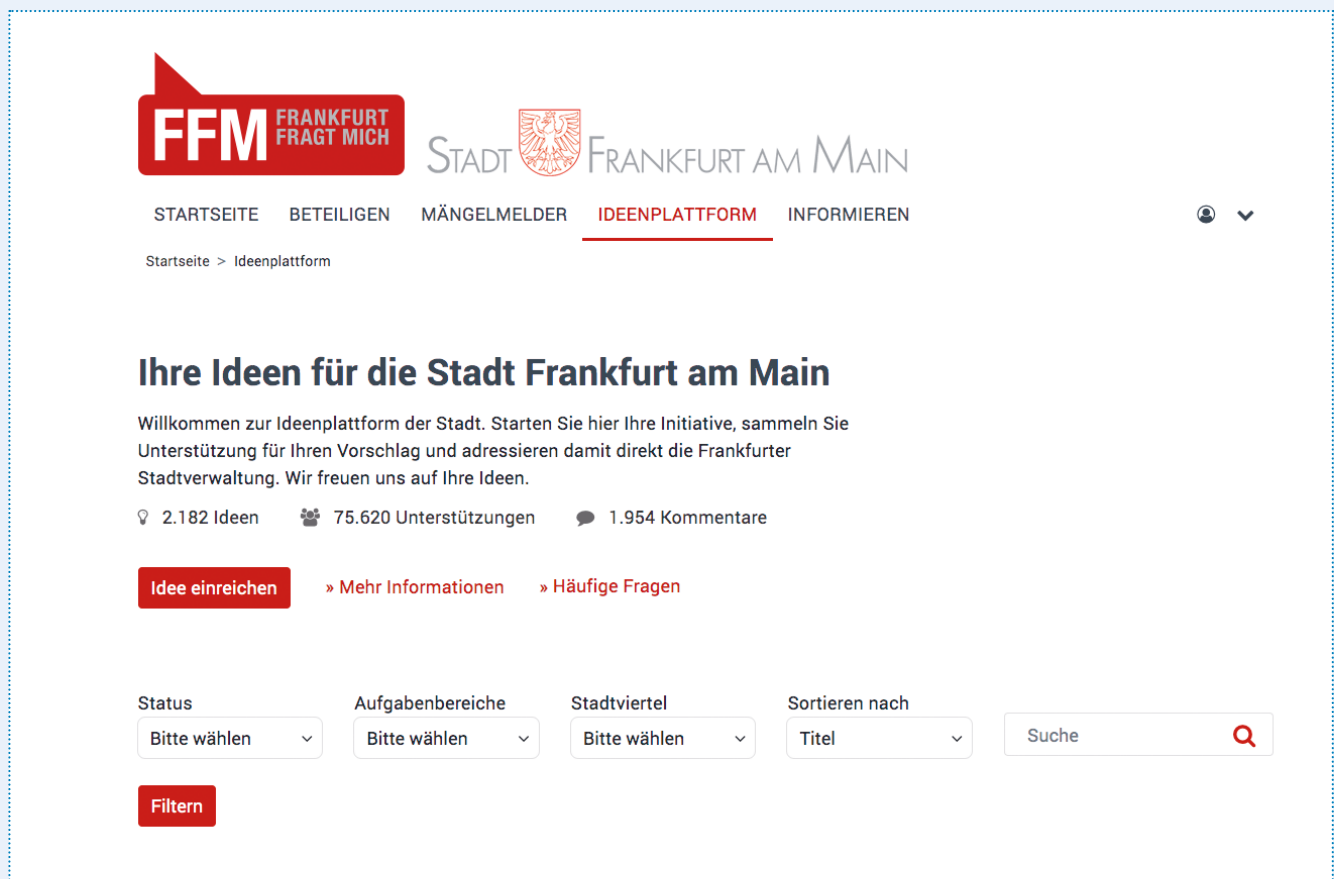 FFM FRANKFURT
FRAGT MICH
STADT FRANKFURT AM MAIN
STARTSEITE BETEILIGEN MÄNGELMELDER IDEENPLATTFORM INFORMIEREN
Startseite > Ideenplattform
Ihre Ideen für die Stadt Frankfurt am Main
Willkommen zur Ideenplattform der Stadt. Starten Sie hier Ihre Initiative, sammeln Sie
Unterstützung für Ihren Vorschlag und adressieren damit direkt die Frankfurter
Stadtverwaltung. Wir freuen uns auf Ihre Ideen.
2.182 Ideen 75.620 Unterstützungen 1.954 Kommentare
Idee einreichen » Mehr Informationen » Häufige Fragen
Status Aufgabenbereiche Stadtviertel Sortieren nach
Bitte wählen Bitte wählen Bitte wählen Titel Suche
Filtern